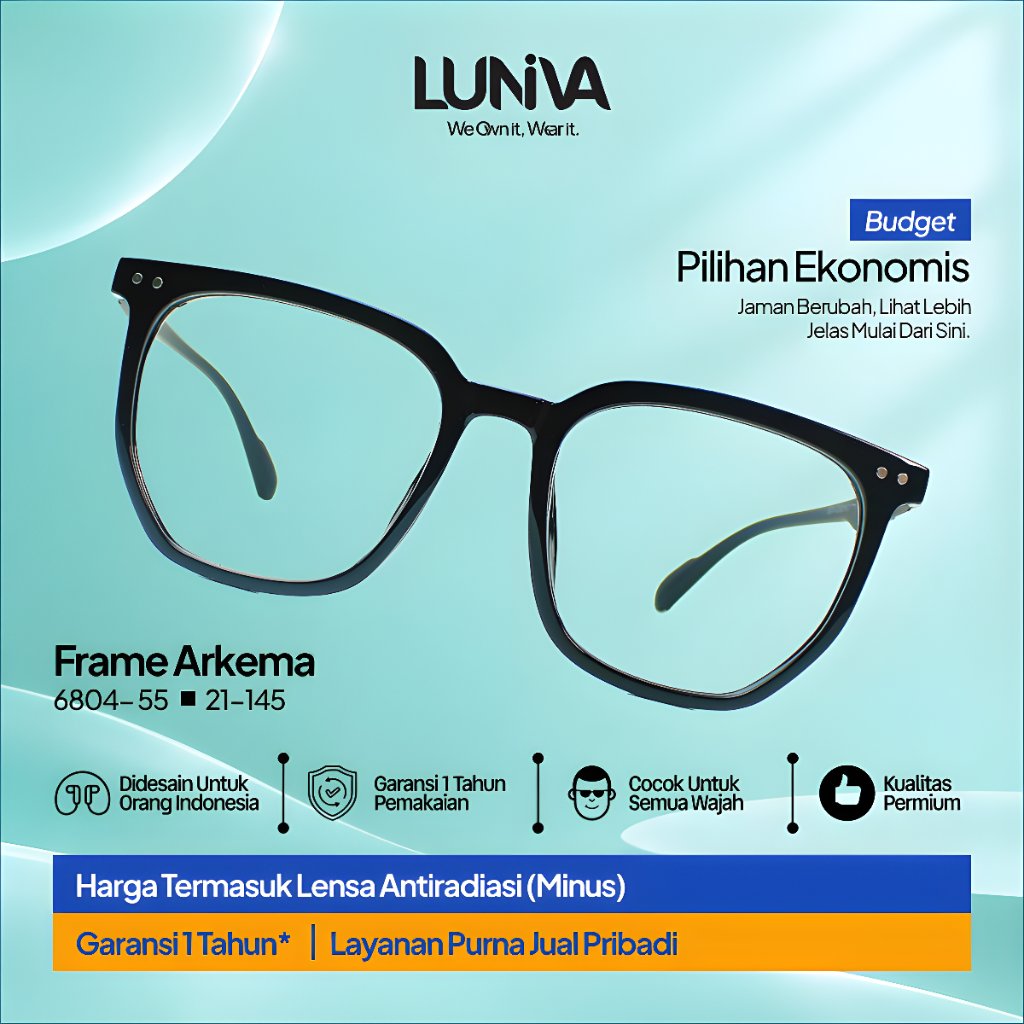 LUNiVA
We Own it, Wear it.
Budget
Pilihan Ekonomis
Jaman Berubah, Lihat Lebih
Jelas Mulai Dari Sini.
Frame Arkema
6804-55 ■ 21-145
Didesain Untuk
Orang Indonesia
Garansi 1 Tahun
Pemakaian
Cocok Untuk
Semua Wajah
Kualitas
Permium
Harga Termasuk Lensa Antiradiasi (Minus)
Garansi 1 Tahun* | Layanan Purna Jual Pribadi